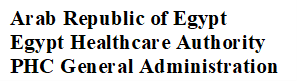 Arab Republic of Egypt
Egypt Healthcare Authority
PHC General Administration